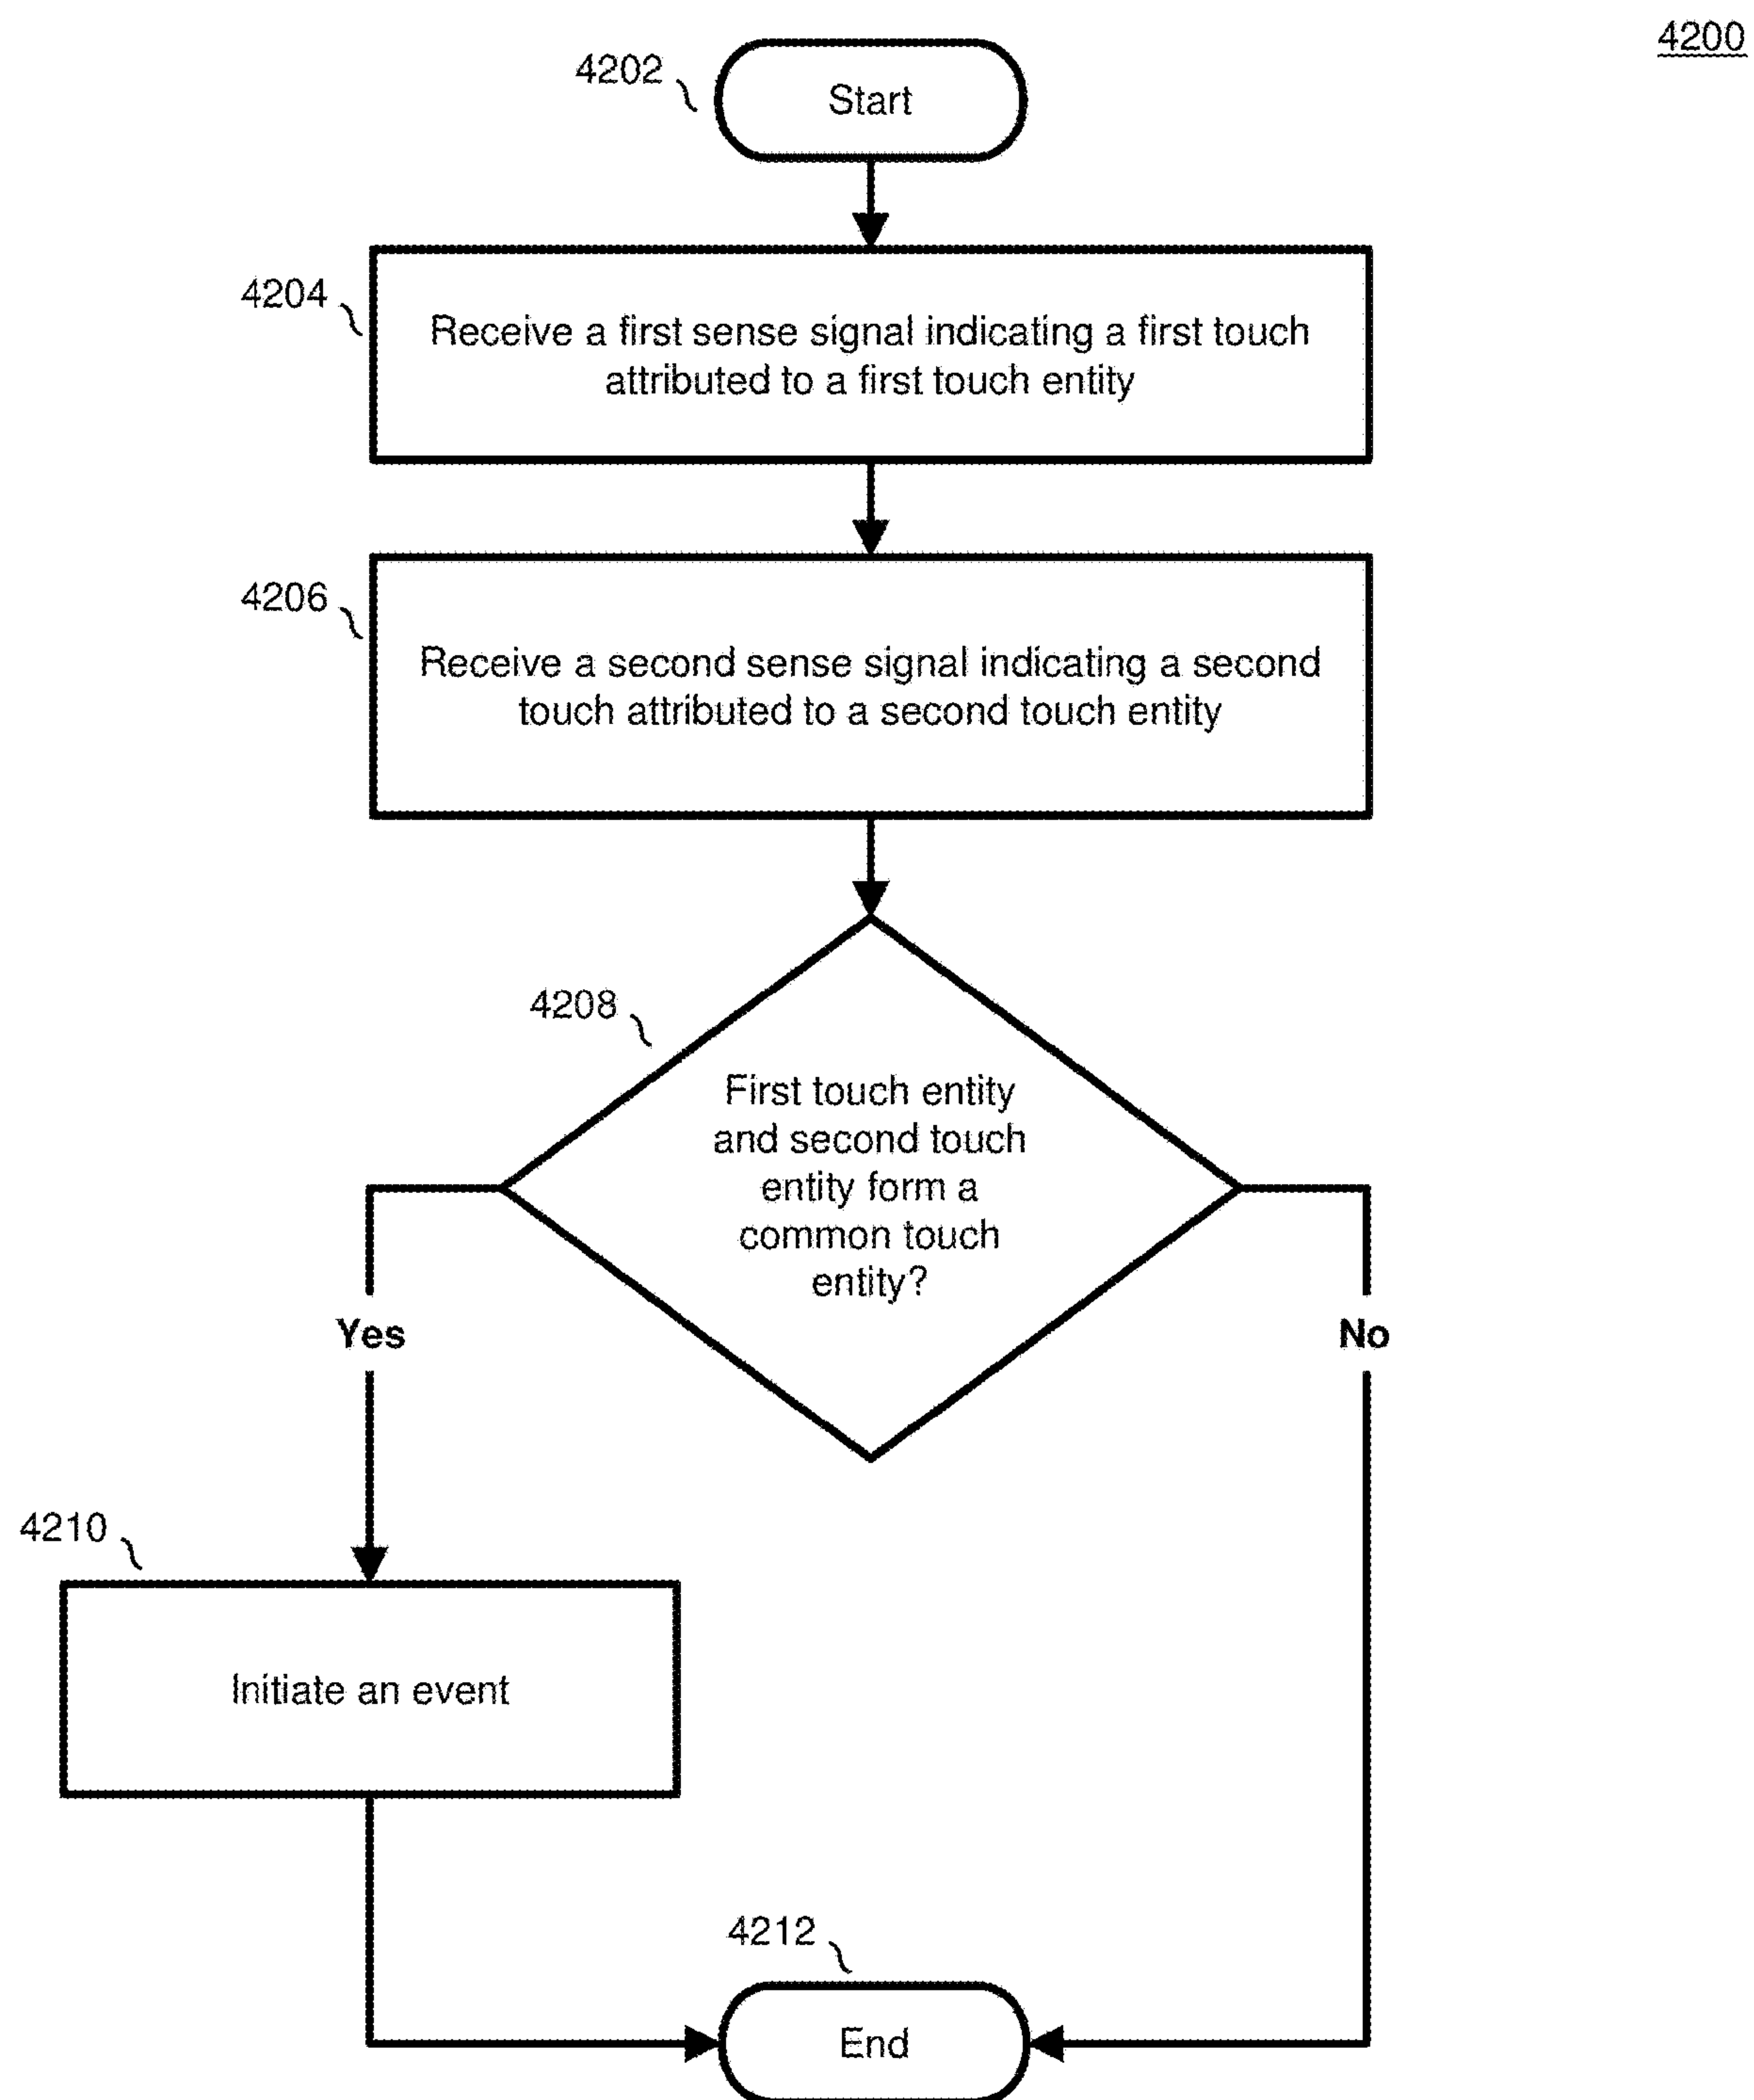 4200
4202
Start
4204
Receive a first sense signal indicating a first touch
attributed to a first touch entity
4206
Receive a second sense signal indicating a second
touch attributed to a second touch entity
4208
First touch entity
and second touch
entity form a
common touch
entity?
Yes
No
4210
Initiate an event
4212
End